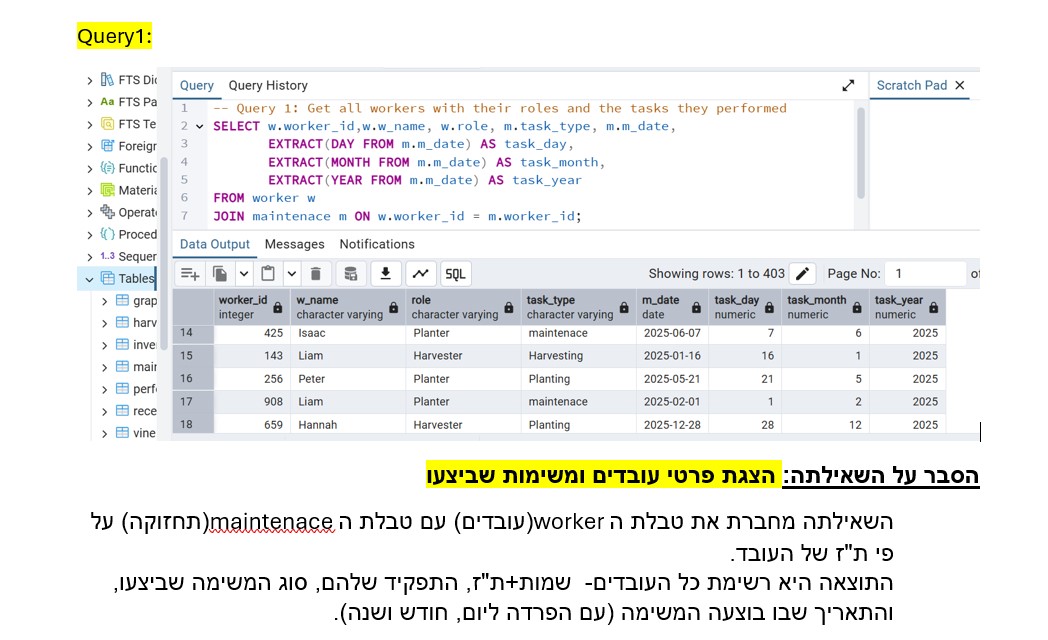 Query1:
FTS Dic
Aa FTS Pa
FTS Te
Foreigr
Functic
Materia
Operat
Proced
1..3 Sequer
Tables
grap
harv
inve
mair
perf
rece
vine
Query Query History
Scratch Pad
1 -- Query 1: Get all workers with their roles and the tasks they performed
2 SELECT w.worker_id,w.w_name, w.role, m.task_type, m.m_date,
3 EXTRACT(DAY FROM m.m_date) AS task_day,
4 EXTRACT(MONTH FROM m.m_date) AS task_month,
5 EXTRACT(YEAR FROM m.m_date) AS task_year
6 FROM worker w
7 JOIN maintenace m ON w.worker_id = m.worker_id;
Data Output Messages Notifications
SQL Showing rows: 1 to 403 Page No: 1 of
worker_id w_name role task_type m_date task_day task_month task_year
integer character varying character varying character varying date numeric numeric numeric
14 425 Isaac Planter maintenace 2025-06-07 7 6 2025
15 143 Liam Harvester Harvesting 2025-01-16 16 1 2025
16 256 Peter Planter Planting 2025-05-21 21 5 2025
17 908 Liam Planter maintenace 2025-02-01 1 2 2025
18 659 Hannah Harvester Planting 2025-12-28 28 12 2025
הסבר על השאילתה: הצגת פרטי עובדים ומשימות שביצעו
השאילתה מחברת את טבלת ה worker(עובדים) עם טבלת ה maintenace(תחזוקה) על
פי ת"ז של העובד.
התוצאה היא רשימת כל העובדים- שמות+ת"ז, התפקיד שלהם, סוג המשימה שביצעו,
והתאריך שבו בוצעה המשימה (עם הפרדה ליום, חודש ושנה).